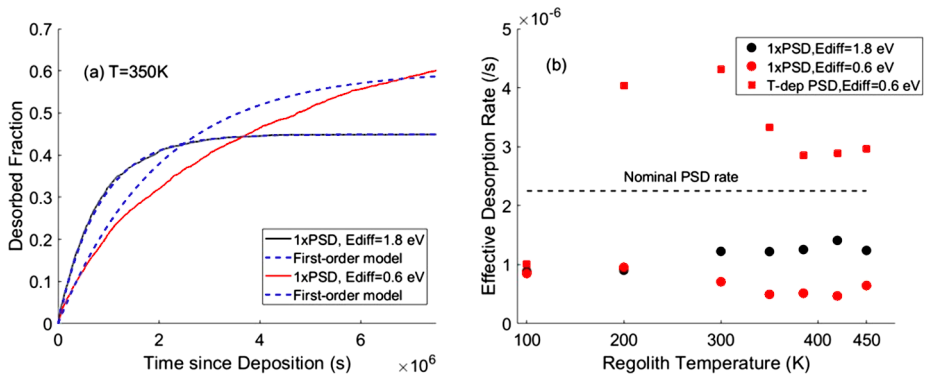 (a) T=350K
Desorbed Fraction
0.7
0.6
0.5
0.4
0.3
0.2
0.1
0
0 2 4 6
× 10^6
Time since Deposition (s)
1xPSD, Ediff=1.8 eV
First-order model
1xPSD, Ediff=0.6 eV
First-order model
(b)
× 10^-6
Effective Desorption Rate (/s)
5
4
3
2
1
0
100 200 300 400 450
Regolith Temperature (K)
1xPSD,Ediff=1.8 eV
1xPSD,Ediff=0.6 eV
T-dep PSD,Ediff=0.6 eV
Nominal PSD rate